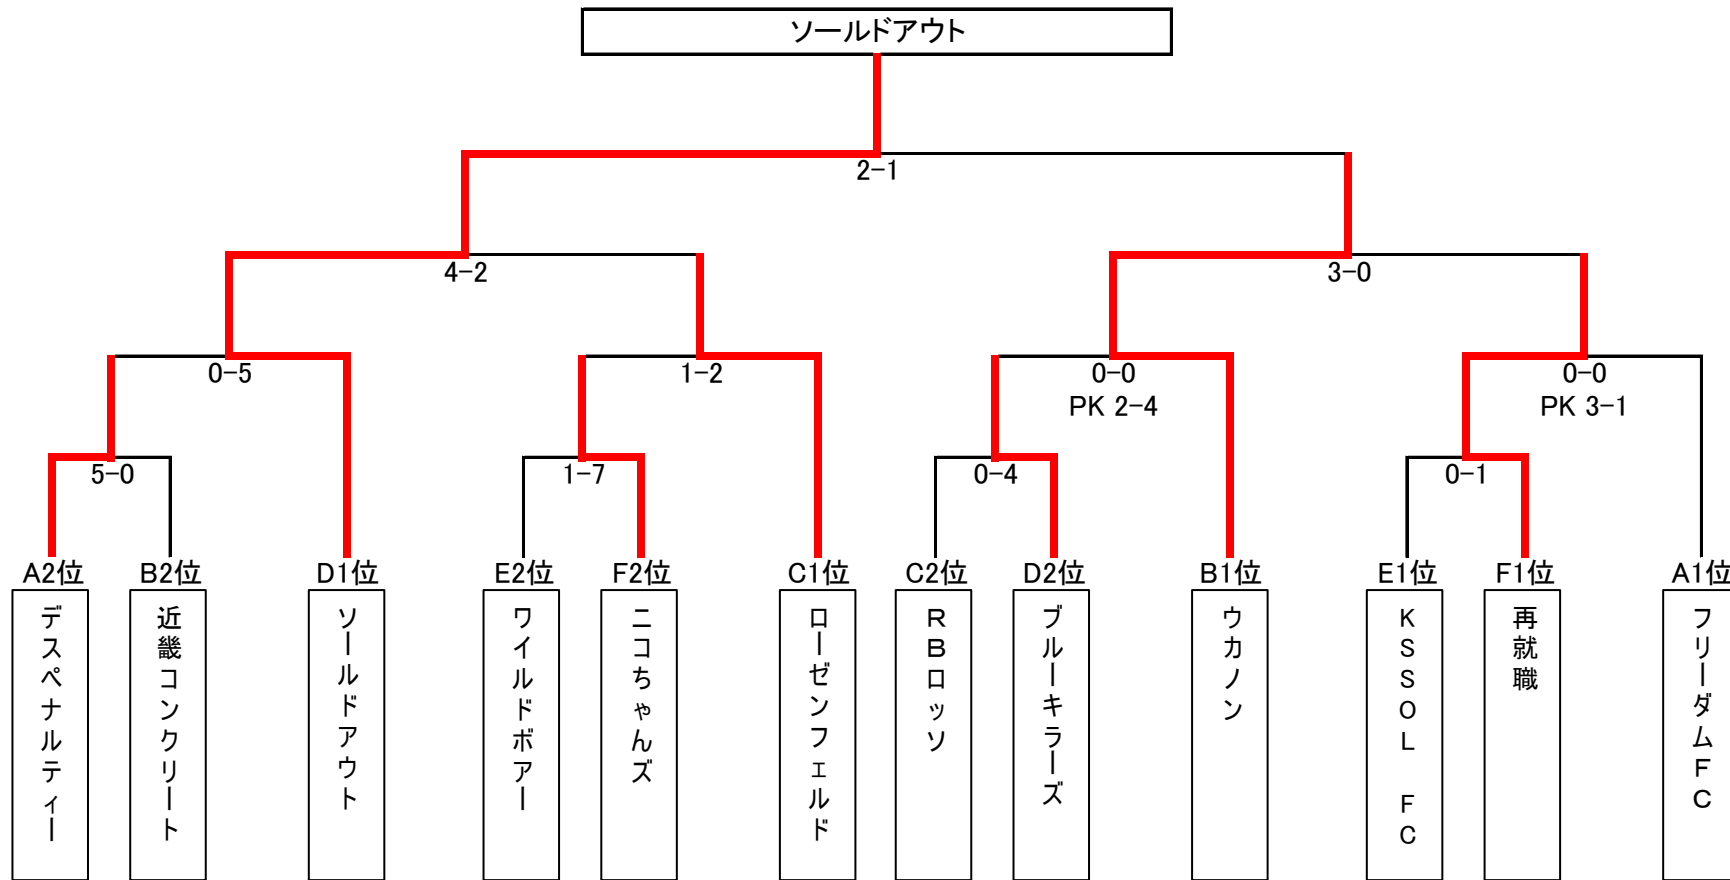 ソールドアウト
2-1
4-2
3-0
0-5
1-2
0-0
PK 2-4
0-0
PK 3-1
5-0
1-7
0-4
0-1
A2位
B2位
D1位
E2位
F2位
C1位
C2位
D2位
B1位
E1位
F1位
A1位
デスペナルティー
近畿コンクリート
ソールドアウト
ワイルドボアー
ニコちゃんズ
ローゼンフェルド
RBロッソ
ブルーキラーズ
ウカノン
KSSOL FC
再就職
フリーダムFC